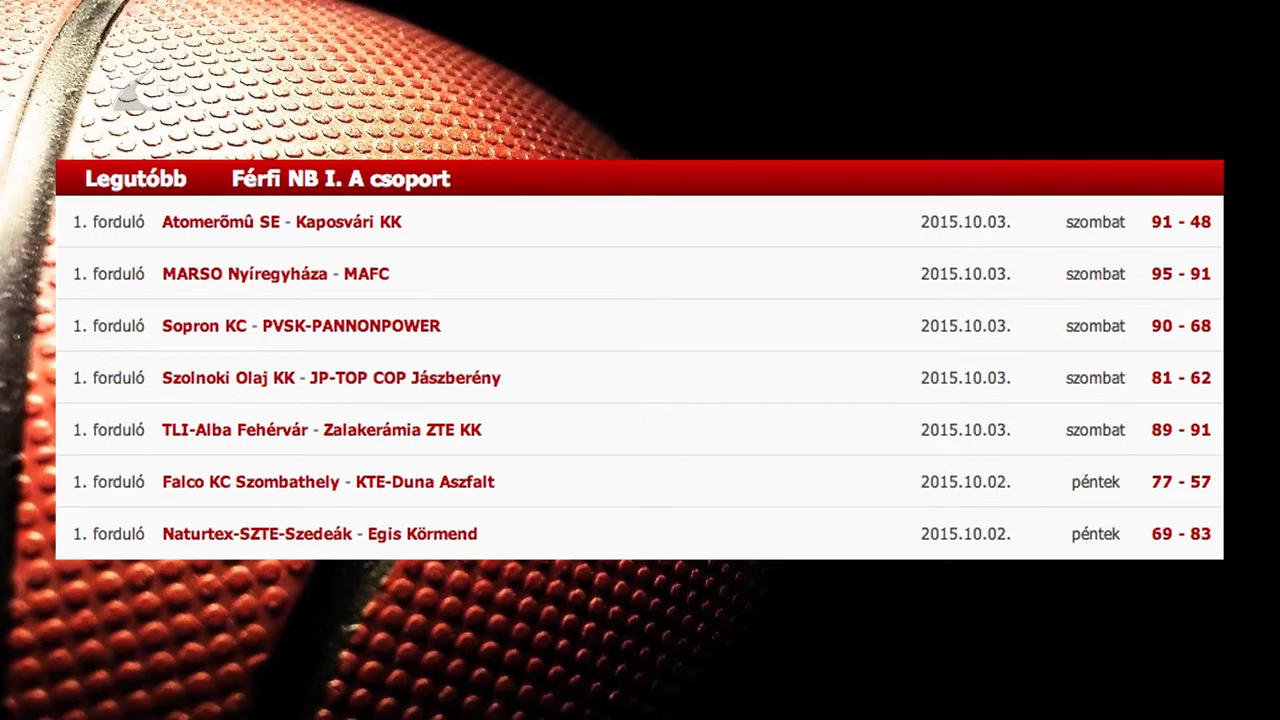 Legutóbb Férfi NB I. A csoport
1. forduló Atomerõmû SE - Kaposvári KK 2015.10.03. szombat 91 - 48
1. forduló MARSO Nyíregyháza - MAFC 2015.10.03. szombat 95 - 91
1. forduló Sopron KC - PVSK-PANNONPOWER 2015.10.03. szombat 90 - 68
1. forduló Szolnoki Olaj KK - JP-TOP COP Jászberény 2015.10.03. szombat 81 - 62
1. forduló TLI-Alba Fehérvár - Zalakerámia ZTE KK 2015.10.03. szombat 89 - 91
1. forduló Falco KC Szombathely - KTE-Duna Aszfalt 2015.10.02. péntek 77 - 57
1. forduló Naturtex-SZTE-Szedeák - Egis Körmend 2015.10.02. péntek 69 - 83